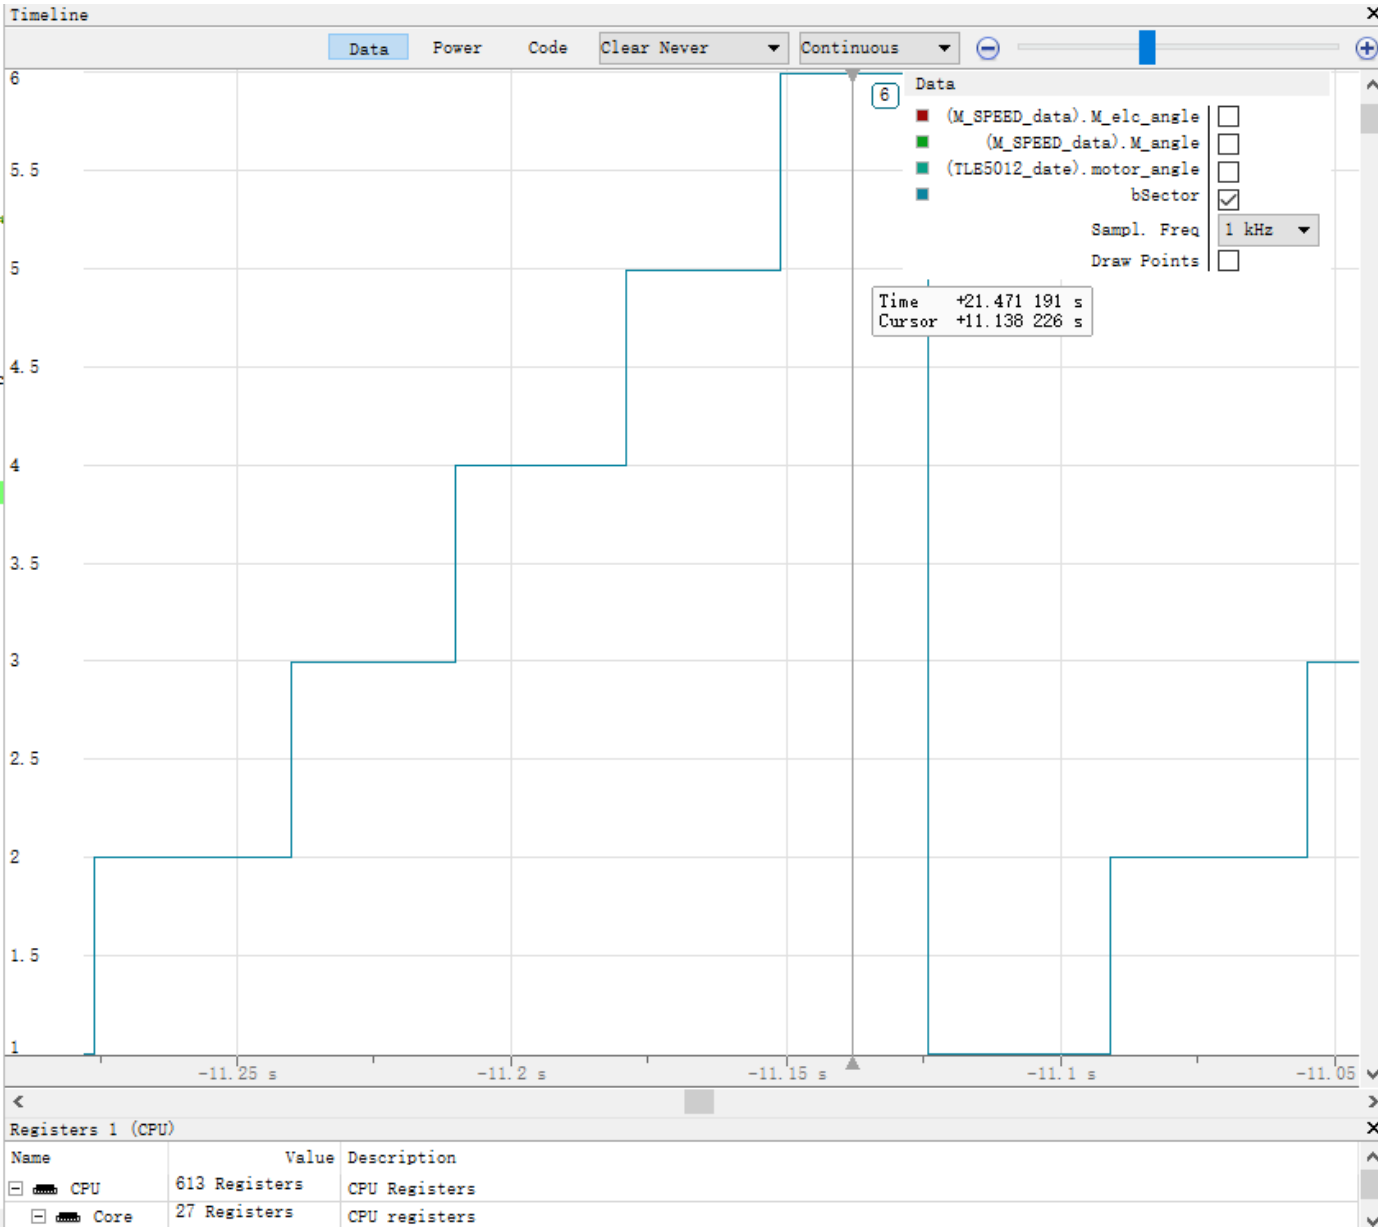 Timeline
Data Power Code Clear Never Continuous
6
5.5
5
4.5
4
3.5
3
2.5
2
1.5
1
6
Data
(M_SPEED_data).M_elc_angle
(M_SPEED_data).M_angle
(TLE5012_date).motor_angle
bSector
Sampl. Freq 1 kHz
Draw Points
Time +21.471 191 s
Cursor +11.138 226 s
-11.25 s -11.2 s -11.15 s -11.1 s -11.05
Registers 1 (CPU)
Name Value Description
CPU 613 Registers CPU Registers
Core 27 Registers CPU registers